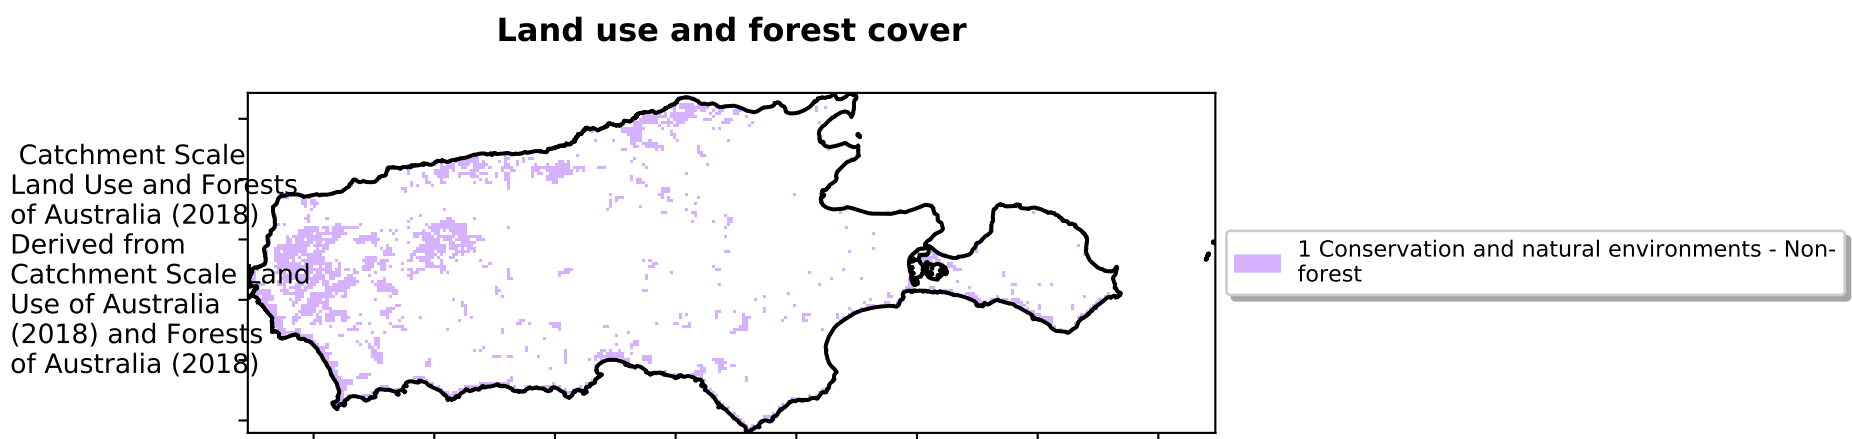 Land use and forest cover
Catchment Scale
Land Use and Forests
of Australia (2018)
Derived from
Catchment Scale Land
Use of Australia
(2018) and Forests
of Australia (2018)
1 Conservation and natural environments - Non-
forest